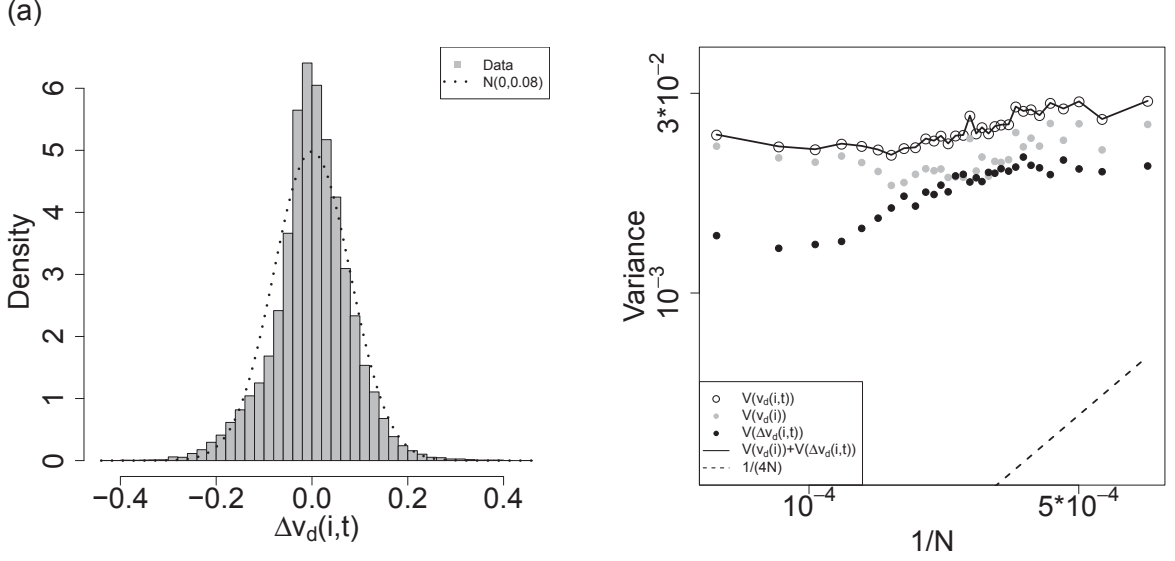 (a)
Data
N(0,0.08)
Density
0
1
2
3
4
5
6
−0.4
−0.2
0.0
0.2
0.4
Δv_d(i,t)
Variance
3*10^−2
10^−3
V(v_d(i,t))
V(v_d(i))
V(Δv_d(i,t))
V(v_d(i))+V(Δv_d(i,t))
1/(4N)
10^−4
5*10^−4
1/N